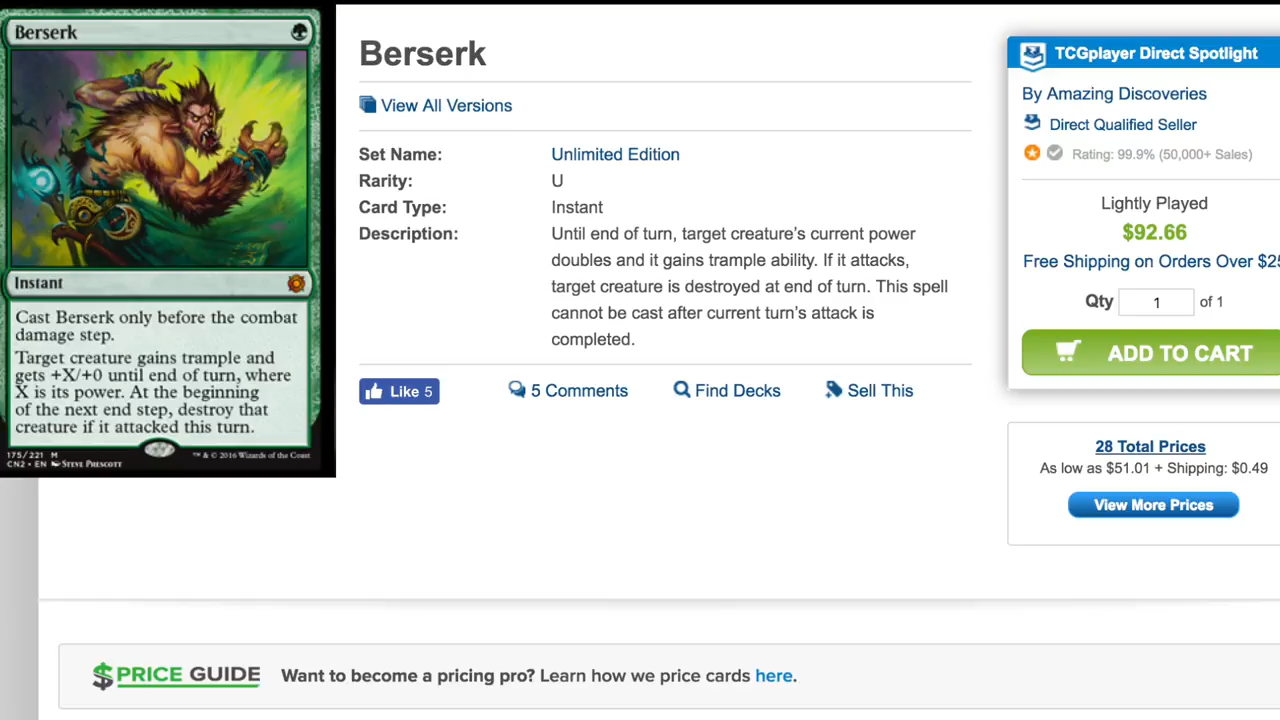 Berserk
Instant
Cast Berserk only before the combat
damage step.
Target creature gains trample and
gets +X/+0 until end of turn, where
X is its power. At the beginning
of the next end step, destroy that
creature if it attacked this turn.
175/221 M
CN2 • EN STEVE PRESCOTT
™ & © 2016 Wizards of the Coast
Berserk
View All Versions
Set Name: Unlimited Edition
Rarity: U
Card Type: Instant
Description: Until end of turn, target creature’s current power
doubles and it gains trample ability. If it attacks,
target creature is destroyed at end of turn. This spell
cannot be cast after current turn’s attack is
completed.
Like 5
5 Comments
Find Decks
Sell This
TCGplayer Direct Spotlight
By Amazing Discoveries
Direct Qualified Seller
Rating: 99.9% (50,000+ Sales)
Lightly Played
$92.66
Free Shipping on Orders Over $25
Qty 1 of 1
ADD TO CART
28 Total Prices
As low as $51.01 + Shipping: $0.49
View More Prices
$PRICE GUIDE
Want to become a pricing pro? Learn how we price cards here.